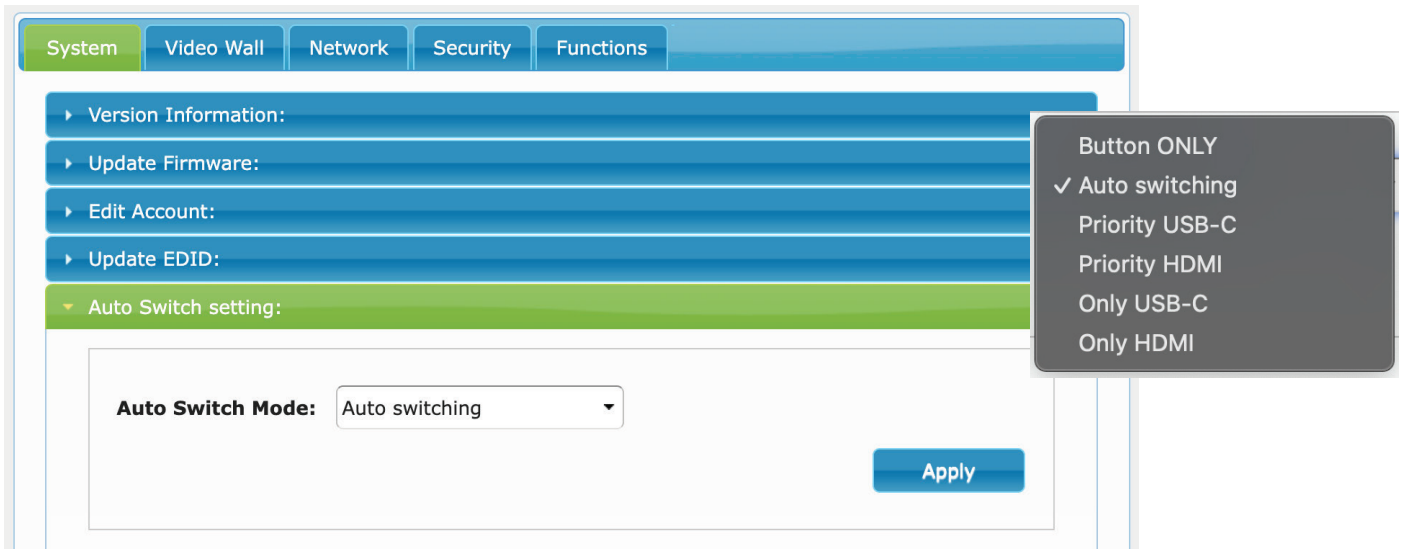 System Video Wall Network Security Functions
Version Information:
Update Firmware:
Edit Account:
Update EDID:
Auto Switch setting:
Auto Switch Mode: Auto switching
Apply
Button ONLY
Auto switching
Priority USB-C
Priority HDMI
Only USB-C
Only HDMI